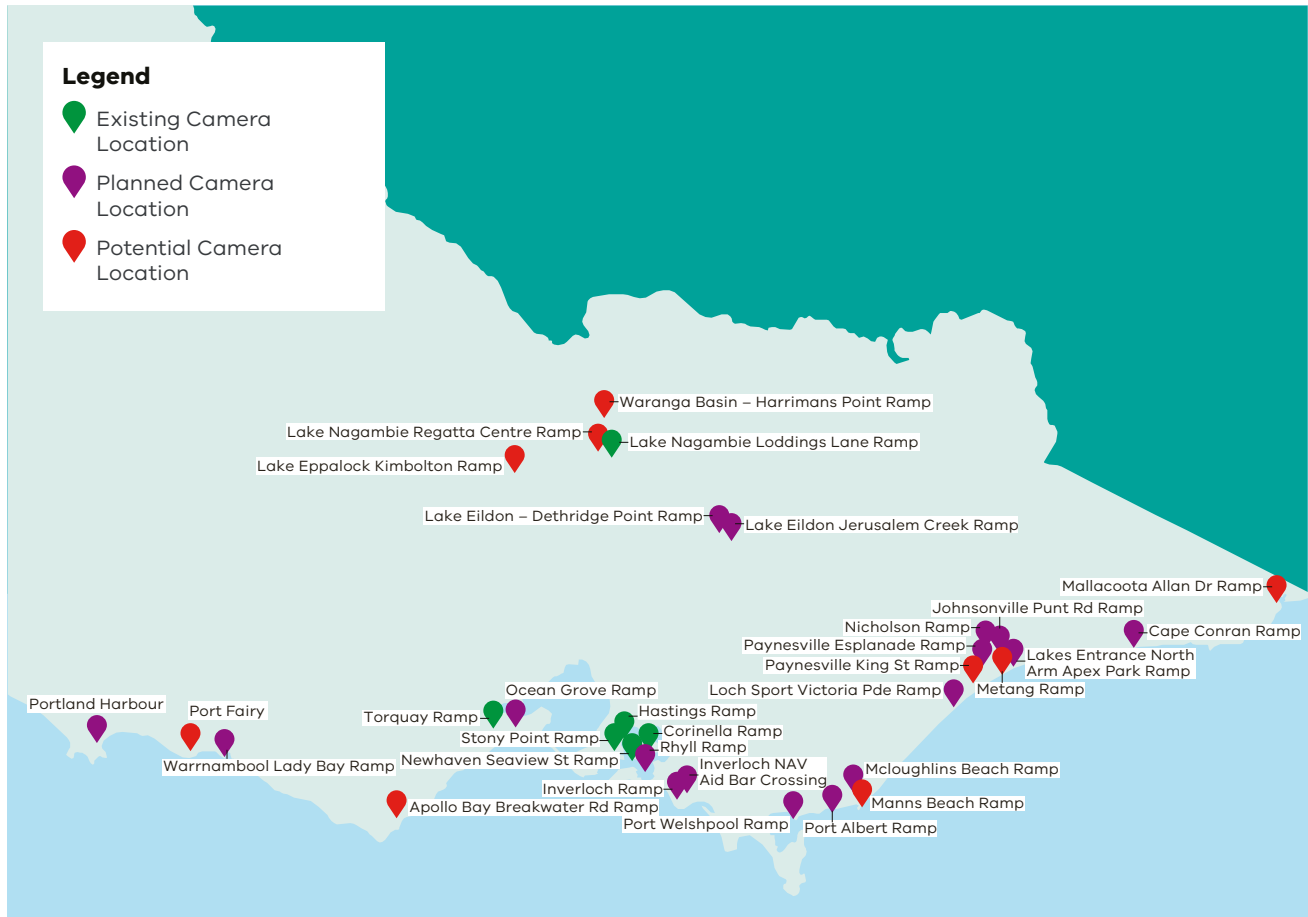 Legend
Existing Camera
Location
Planned Camera
Location
Potential Camera
Location
Waranga Basin – Harrimans Point Ramp
Lake Nagambie Regatta Centre Ramp
Lake Nagambie Loddings Lane Ramp
Lake Eppalock Kimbolton Ramp
Lake Eildon – Dethridge Point Ramp
Lake Eildon Jerusalem Creek Ramp
Mallacoota Allan Dr Ramp
Johnsonville Punt Rd Ramp
Nicholson Ramp
Cape Conran Ramp
Paynesville Esplanade Ramp
Lakes Entrance North
Arm Apex Park Ramp
Paynesville King St Ramp
Loch Sport Victoria Pde Ramp
Metang Ramp
Portland Harbour
Port Fairy
Warrnambool Lady Bay Ramp
Ocean Grove Ramp
Torquay Ramp
Hastings Ramp
Stony Point Ramp
Corinella Ramp
Rhyll Ramp
Newhaven Seaview St Ramp
Inverloch NAV
Aid Bar Crossing
Inverloch Ramp
Mcloughlins Beach Ramp
Apollo Bay Breakwater Rd Ramp
Manns Beach Ramp
Port Welshpool Ramp
Port Albert Ramp